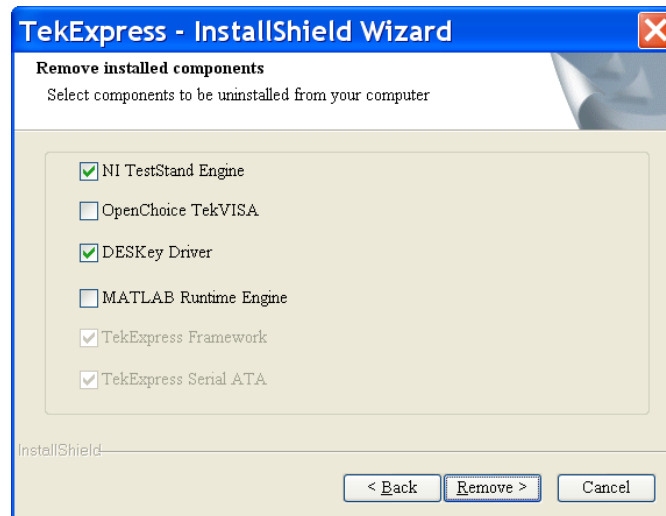 TekExpress - InstallShield Wizard
Remove installed components
Select components to be uninstalled from your computer
NI TestStand Engine
OpenChoice TekVISA
DESKey Driver
MATLAB Runtime Engine
TekExpress Framework
TekExpress Serial ATA
InstallShield
< Back Remove > Cancel